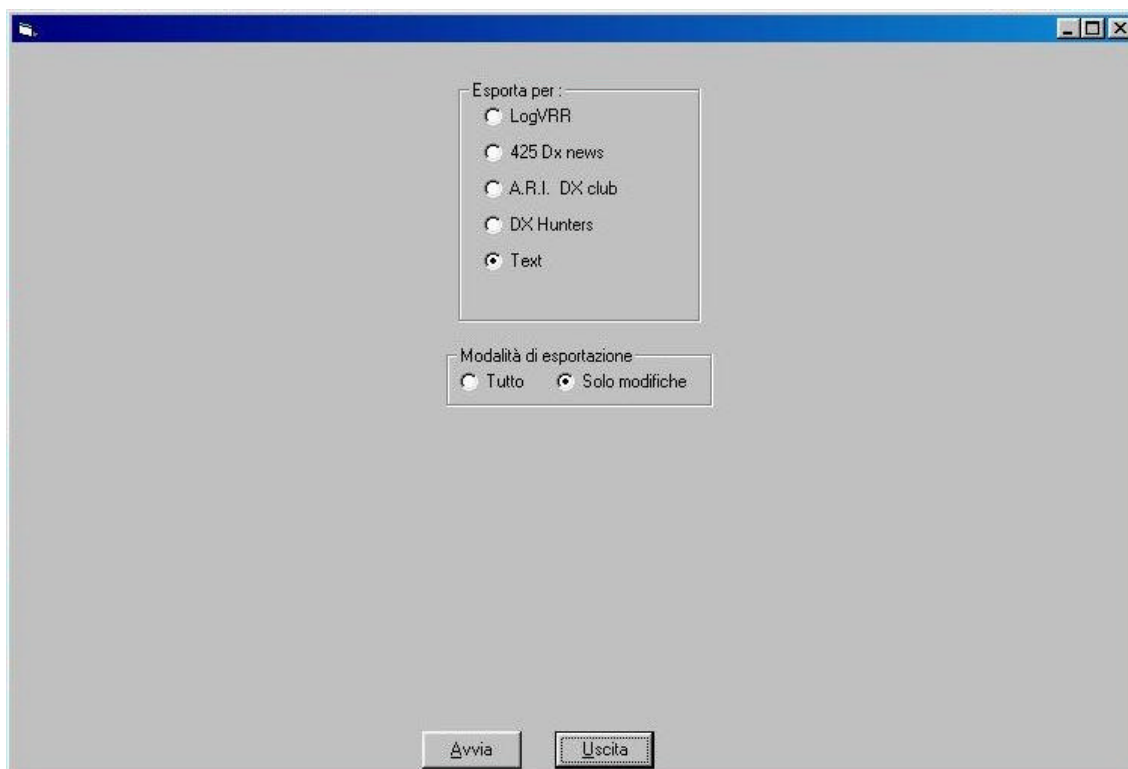 Esporta per :
LogVRR
425 Dx news
A.R.I. DX club
DX Hunters
Text
Modalità di esportazione
Tutto Solo modifiche
Avvia Uscita